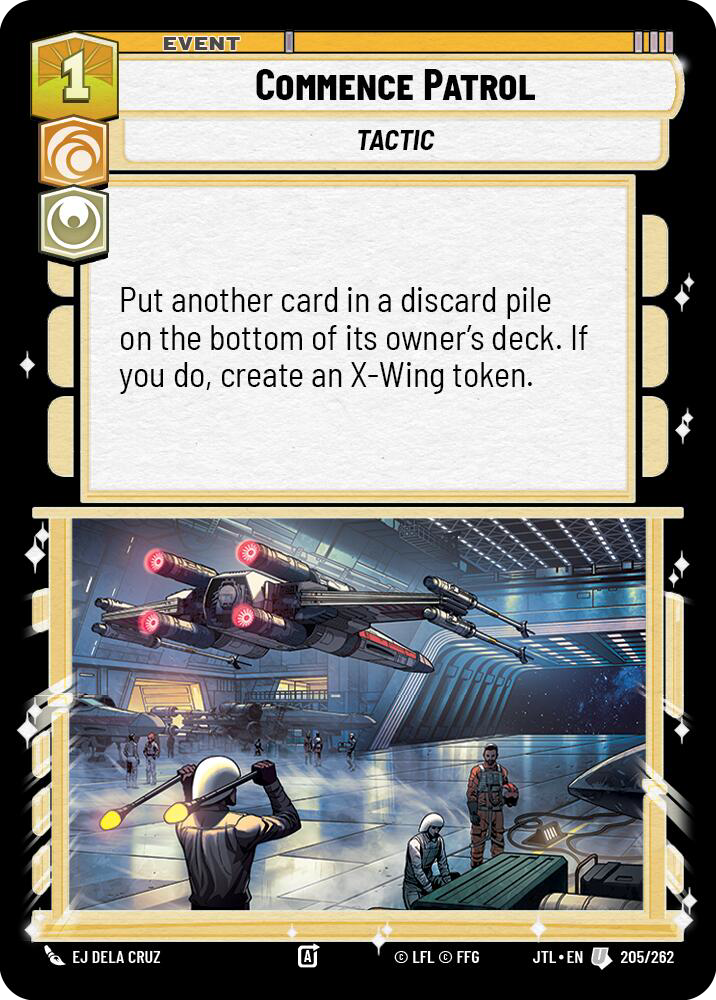 EVENT
1
COMMENCE PATROL
TACTIC
Put another card in a discard pile
on the bottom of its owner's deck. If
you do, create an X-Wing token.
EJ DELA CRUZ
A
© LFL © FFG
JTL • EN
U
205/262